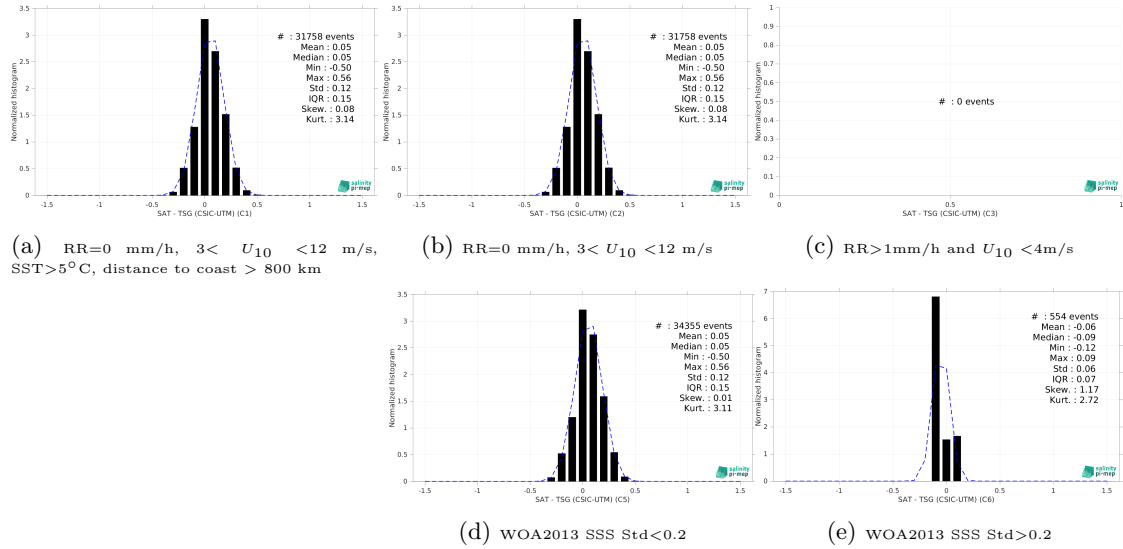 3.5
3
2.5
2
1.5
1
0.5
0
Normalized histogram
# : 31758 events
Mean : 0.05
Median : 0.05
Min : -0.50
Max : 0.56
Std : 0.12
IQR : 0.15
Skew. : 0.08
Kurt. : 3.14
salinity
pi-mep
-1.5 -1 -0.5 0 0.5 1 1.5
SAT - TSG (CSIC-UTM) (C1)
(a) RR=0 mm/h, 3< U10 <12 m/s,
SST>5°C, distance to coast > 800 km
3.5
3
2.5
2
1.5
1
0.5
0
Normalized histogram
# : 31758 events
Mean : 0.05
Median : 0.05
Min : -0.50
Max : 0.56
Std : 0.12
IQR : 0.15
Skew. : 0.08
Kurt. : 3.14
salinity
pi-mep
-1.5 -1 -0.5 0 0.5 1 1.5
SAT - TSG (CSIC-UTM) (C2)
(b) RR=0 mm/h, 3< U10 <12 m/s
1
0.9
0.8
0.7
0.6
0.5
0.4
0.3
0.2
0.1
0
Normalized histogram
# : 0 events
salinity
pi-mep
0 0.5 1
SAT - TSG (CSIC-UTM) (C3)
(c) RR>1mm/h and U10 <4m/s
3.5
3
2.5
2
1.5
1
0.5
0
Normalized histogram
# : 34355 events
Mean : 0.05
Median : 0.05
Min : -0.50
Max : 0.56
Std : 0.12
IQR : 0.15
Skew. : 0.01
Kurt. : 3.11
salinity
pi-mep
-1.5 -1 -0.5 0 0.5 1 1.5
SAT - TSG (CSIC-UTM) (C5)
(d) WOA2013 SSS Std<0.2
7
6
5
4
3
2
1
0
Normalized histogram
# : 554 events
Mean : -0.06
Median : -0.09
Min : -0.12
Max : 0.09
Std : 0.06
IQR : 0.07
Skew. : 1.17
Kurt. : 2.72
salinity
pi-mep
-1.5 -1 -0.5 0 0.5 1 1.5
SAT - TSG (CSIC-UTM) (C6)
(e) WOA2013 SSS Std>0.2